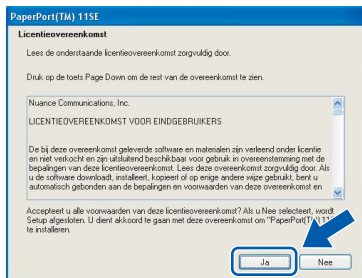 PaperPort(TM) 11SE
Licentieovereenkomst
Lees de onderstaande licentieovereenkomst zorgvuldig door.
Druk op de toets Page Down om de rest van de overeenkomst te zien.
Nuance Communications, Inc.
LICENTIEOVEREENKOMST VOOR EINDGEBRUIKERS
De bij deze overeenkomst geleverde software en materialen zijn verleend onder licentie
en niet verkocht en zijn uitsluitend beschikbaar voor gebruik in overeenstemming met de
bepalingen van deze licentieovereenkomst. Lees deze overeenkomst zorgvuldig door. Als
u de software downloadt, installeert, kopieert of op enige andere wijze gebruikt, bent u
automatisch gebonden aan de bepalingen en voorwaarden van deze overeenkomst en
Accepteert u alle voorwaarden van deze licentieovereenkomst? Als u Nee selecteert, wordt
Setup afgesloten. U dient akkoord te gaan met deze overeenkomst om "PaperPort(TM) 11
te installeren.
Ja
Nee